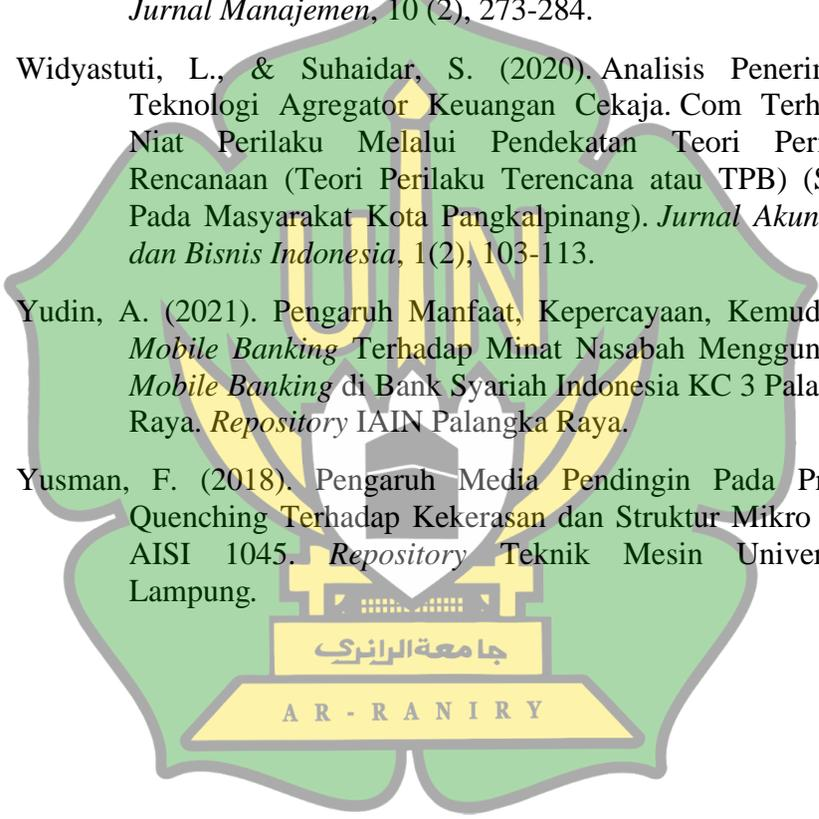 Jurnal Manajemen, 10 (2), 273-284.
Widyastuti, L., & Suhaidar, S. (2020). Analisis Penerin
Teknologi Agregator Keuangan Cekaja. Com Terh
Niat Perilaku Melalui Pendekatan Teori Peri
Rencanaan (Teori Perilaku Terencana atau TPB) (S
Pada Masyarakat Kota Pangkalpinang). Jurnal Akun
dan Bisnis Indonesia, 1(2), 103-113.
Yudin, A. (2021). Pengaruh Manfaat, Kepercayaan, Kemud
Mobile Banking Terhadap Minat Nasabah Menggun
Mobile Banking di Bank Syariah Indonesia KC 3 Pala
Raya. Repository IAIN Palangka Raya.
Yusman, F. (2018). Pengaruh Media Pendingin Pada Pr
Quenching Terhadap Kekerasan dan Struktur Mikro
AISI 1045. Repository Teknik Mesin Univer
Lampung.
UIN
جامعة الرانري
AR-RANIRY